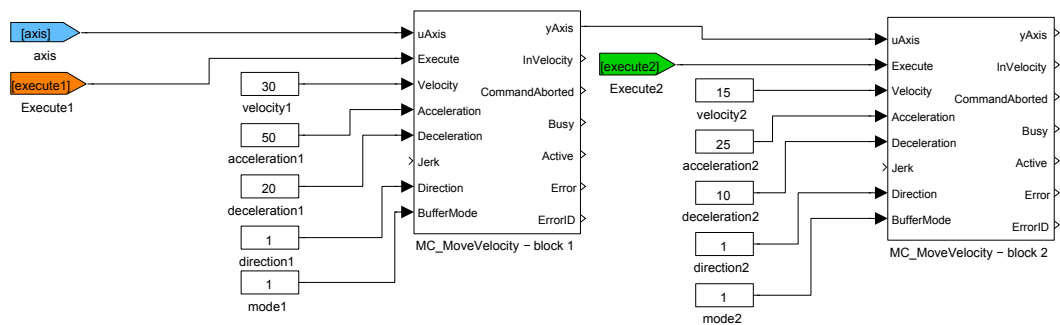 [axis]
axis
[execute1]
Execute1
30
velocity1
50
acceleration1
20
deceleration1
1
direction1
1
mode1
uAxis
Execute
Velocity
Acceleration
Deceleration
Jerk
Direction
BufferMode
yAxis
InVelocity
CommandAborted
Busy
Active
Error
ErrorID
MC_MoveVelocity − block 1
[execute2]
Execute2
15
velocity2
25
acceleration2
10
deceleration2
1
direction2
1
mode2
uAxis
Execute
Velocity
Acceleration
Deceleration
Jerk
Direction
BufferMode
yAxis
InVelocity
CommandAborted
Busy
Active
Error
ErrorID
MC_MoveVelocity − block 2